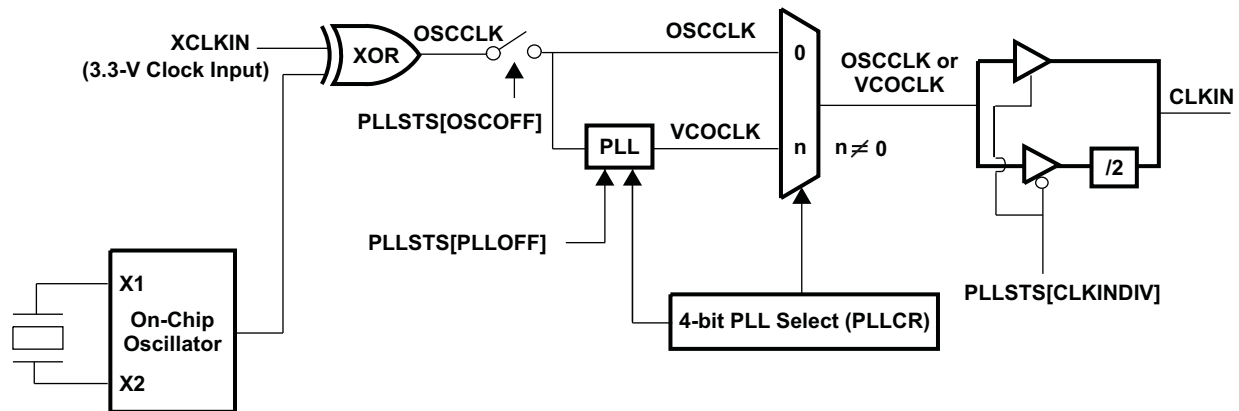 XCLKIN
(3.3-V Clock Input)
XOR
OSCCLK
PLLSTS[OSCOFF]
OSCCLK
0
PLL
VCOCLK
n
n ≠ 0
OSCCLK or
VCOCLK
CLKIN
/2
PLLSTS[PLLOFF]
PLLSTS[CLKINDIV]
4-bit PLL Select (PLLCR)
X1
On-Chip
Oscillator
X2